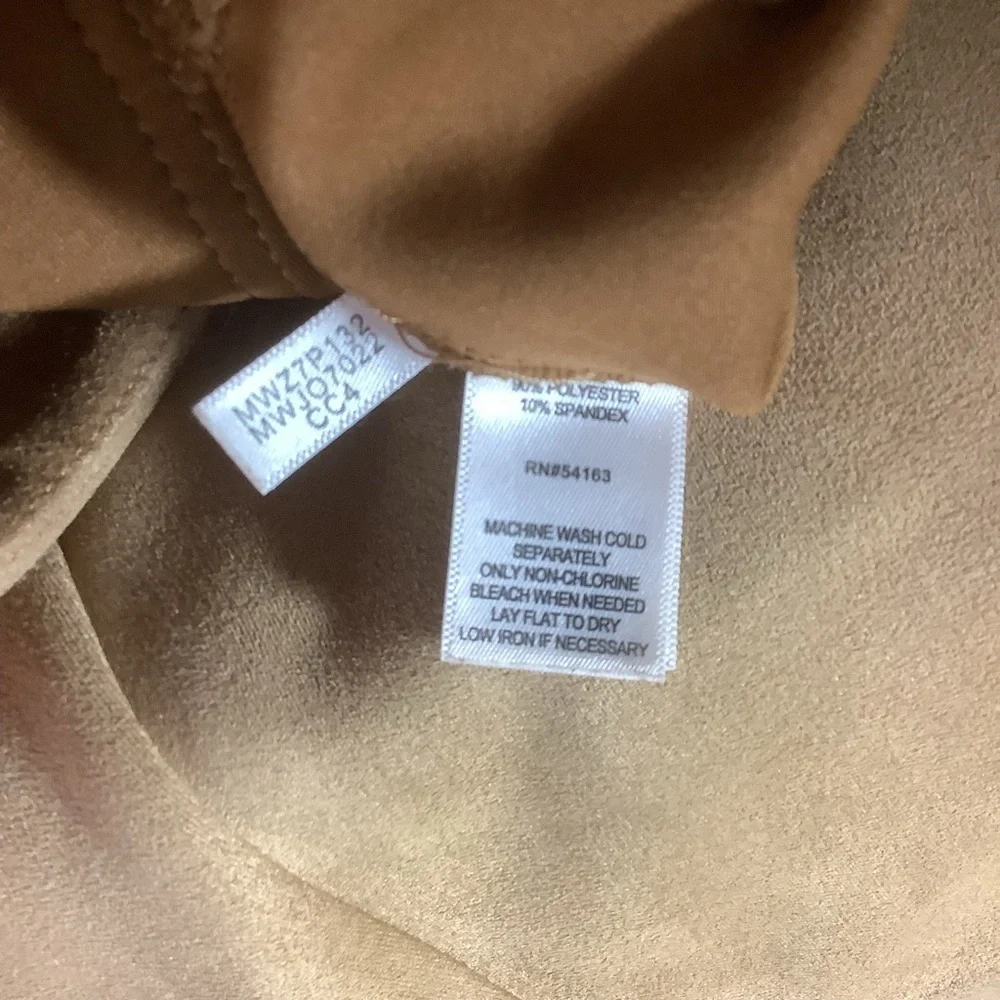 MWZ7P132
MWJO7022
CC4
90% POLYESTER
10% SPANDEX
RN#54163
MACHINE WASH COLD
SEPARATELY
ONLY NON-CHLORINE
BLEACH WHEN NEEDED
LAY FLAT TO DRY
LOW IRON IF NECESSARY